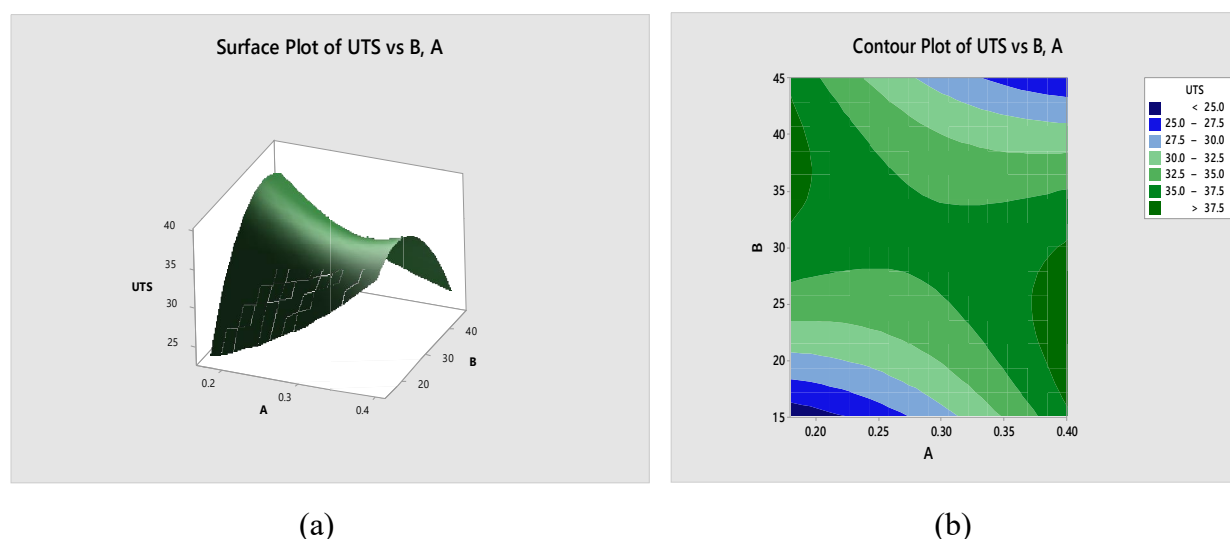 Surface Plot of UTS vs B, A
40
35
UTS
30
25
0.2
0.3
A
0.4
20
30
40
B
(a)
Contour Plot of UTS vs B, A
45
40
35
B
30
25
20
15
0.20 0.25 0.30 0.35 0.40
A
UTS
< 25.0
25.0 – 27.5
27.5 – 30.0
30.0 – 32.5
32.5 – 35.0
35.0 – 37.5
> 37.5
(b)